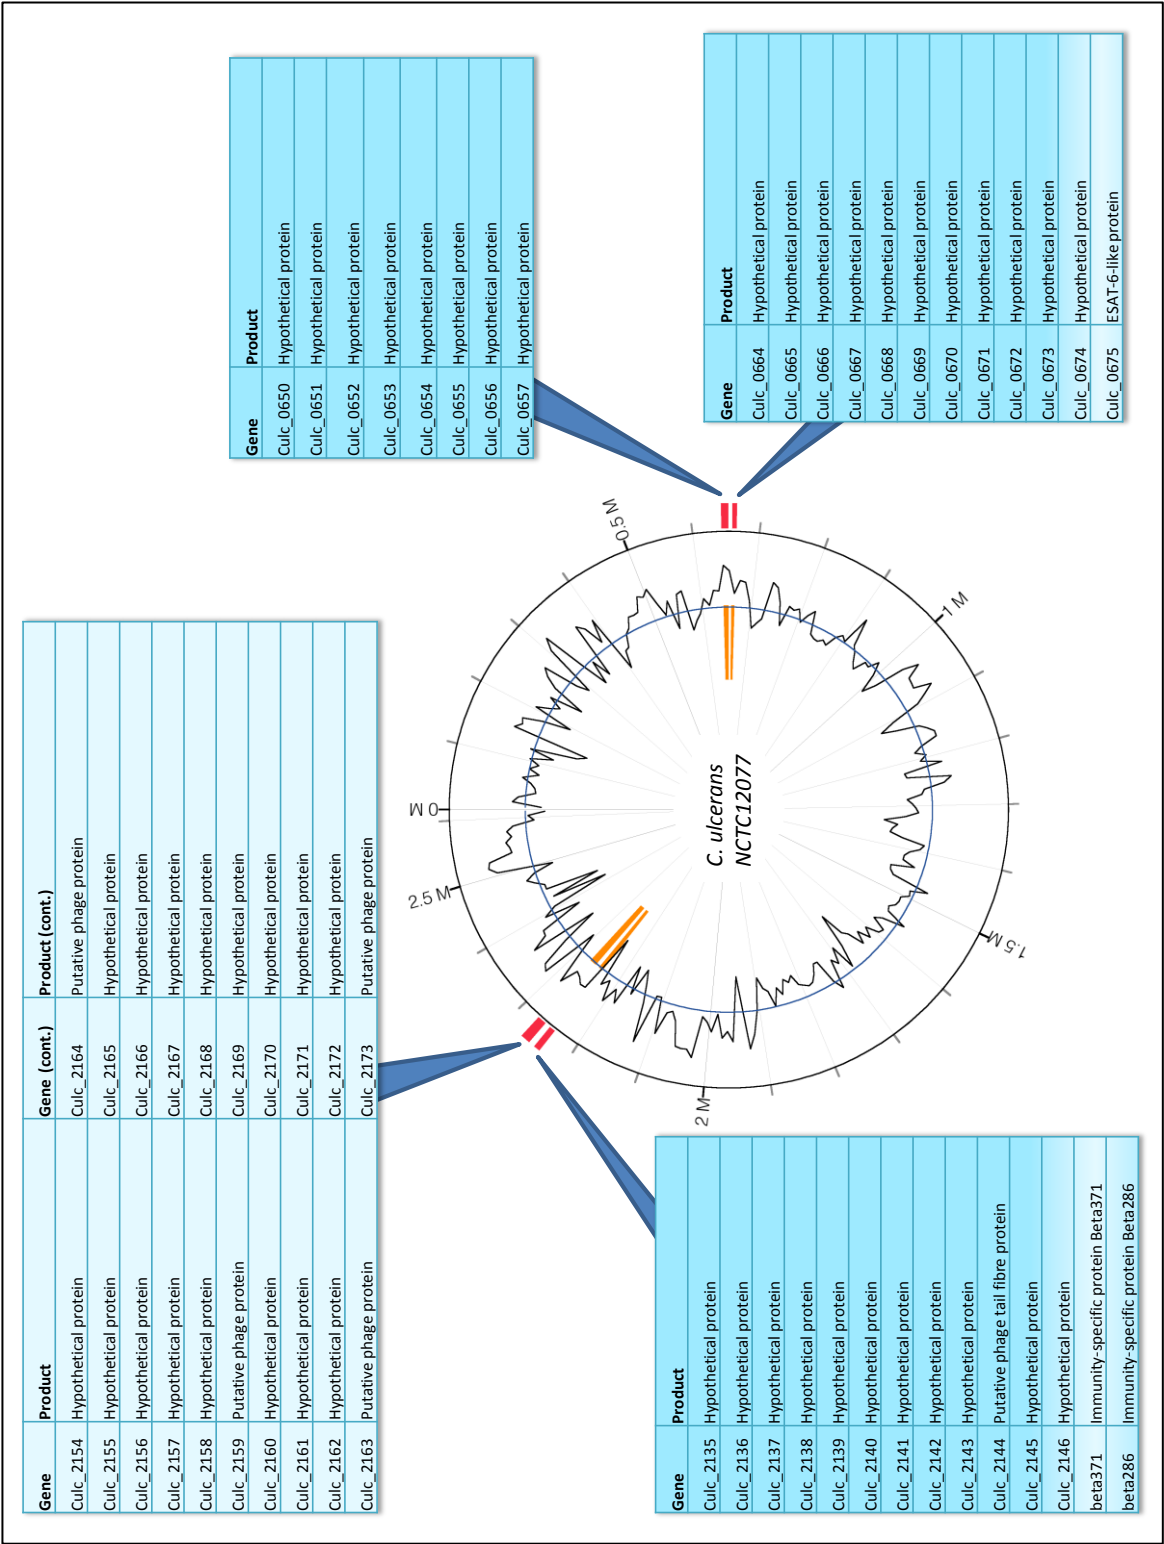 Gene Product Gene (cont.) Product (cont.)
Culc_2154 Hypothetical protein Culc_2164 Putative phage protein
Culc_2155 Hypothetical protein Culc_2165 Hypothetical protein
Culc_2156 Hypothetical protein Culc_2166 Hypothetical protein
Culc_2157 Hypothetical protein Culc_2167 Hypothetical protein
Culc_2158 Hypothetical protein Culc_2168 Hypothetical protein
Culc_2159 Putative phage protein Culc_2169 Hypothetical protein
Culc_2160 Hypothetical protein Culc_2170 Hypothetical protein
Culc_2161 Hypothetical protein Culc_2171 Hypothetical protein
Culc_2162 Hypothetical protein Culc_2172 Hypothetical protein
Culc_2163 Putative phage protein Culc_2173 Putative phage protein
Gene Product
Culc_0650 Hypothetical protein
Culc_0651 Hypothetical protein
Culc_0652 Hypothetical protein
Culc_0653 Hypothetical protein
Culc_0654 Hypothetical protein
Culc_0655 Hypothetical protein
Culc_0656 Hypothetical protein
Culc_0657 Hypothetical protein
0 M
0.5 M
1 M
1.5 M
2 M
2.5 M
C. ulcerans
NCTC12077
Gene Product
Culc_2135 Hypothetical protein
Culc_2136 Hypothetical protein
Culc_2137 Hypothetical protein
Culc_2138 Hypothetical protein
Culc_2139 Hypothetical protein
Culc_2140 Hypothetical protein
Culc_2141 Hypothetical protein
Culc_2142 Hypothetical protein
Culc_2143 Hypothetical protein
Culc_2144 Putative phage tail fibre protein
Culc_2145 Hypothetical protein
Culc_2146 Hypothetical protein
beta371 Immunity-specific protein Beta371
beta286 Immunity-specific protein Beta286
Gene Product
Culc_0664 Hypothetical protein
Culc_0665 Hypothetical protein
Culc_0666 Hypothetical protein
Culc_0667 Hypothetical protein
Culc_0668 Hypothetical protein
Culc_0669 Hypothetical protein
Culc_0670 Hypothetical protein
Culc_0671 Hypothetical protein
Culc_0672 Hypothetical protein
Culc_0673 Hypothetical protein
Culc_0674 Hypothetical protein
Culc_0675 ESAT-6-like protein